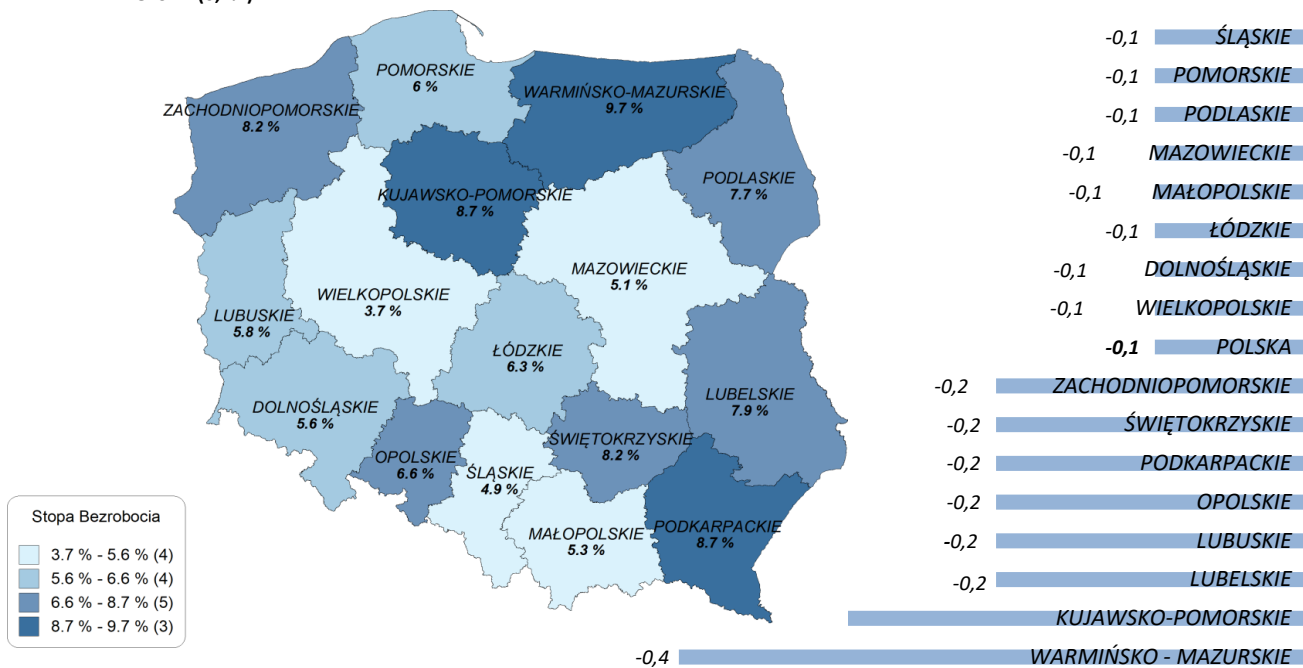 POMORSKIE
6 %
WARMIŃSKO-MAZURSKIE
9.7 %
ZACHODNIOPOMORSKIE
8.2 %
PODLASKIE
7.7 %
KUJAWSKO-POMORSKIE
8.7 %
MAZOWIECKIE
5.1 %
WIELKOPOLSKIE
3.7 %
LUBUSKIE
5.8 %
ŁÓDZKIE
6.3 %
LUBELSKIE
7.9 %
DOLNOŚLĄSKIE
5.6 %
ŚWIĘTOKRZYSKIE
8.2 %
OPOLSKIE
6.6 %
ŚLĄSKIE
4.9 %
MAŁOPOLSKIE
5.3 %
PODKARPACKIE
8.7 %
Stopa Bezrobocia
3.7 % - 5.6 % (4)
5.6 % - 6.6 % (4)
6.6 % - 8.7 % (5)
8.7 % - 9.7 % (3)
-0,1 ŚLĄSKIE
-0,1 POMORSKIE
-0,1 PODLASKIE
-0,1 MAZOWIECKIE
-0,1 MAŁOPOLSKIE
-0,1 ŁÓDZKIE
-0,1 DOLNOŚLĄSKIE
-0,1 WIELKOPOLSKIE
-0,1 POLSKA
-0,2 ZACHODNIOPOMORSKIE
-0,2 ŚWIĘTOKRZYSKIE
-0,2 PODKARPACKIE
-0,2 OPOLSKIE
-0,2 LUBUSKIE
-0,2 LUBELSKIE
KUJAWSKO-POMORSKIE
-0,4 WARMIŃSKO - MAZURSKIE